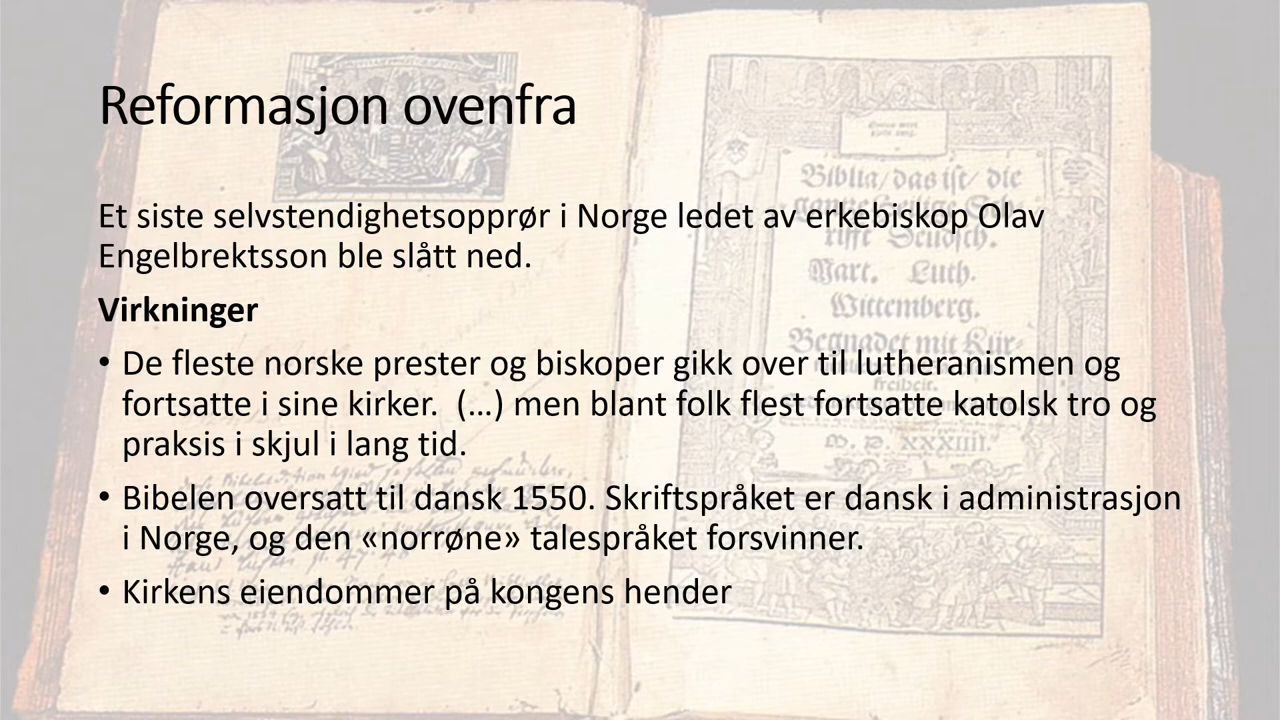 Reformasjon ovenfra
Et siste selvstendighetsopprør i Norge ledet av erkebiskop Olav
Engelbrektsson ble slått ned.
Virkninger
• De fleste norske prester og biskoper gikk over til lutheranismen og
fortsatte i sine kirker.  (…) men blant folk flest fortsatte katolsk tro og
praksis i skjul i lang tid.
• Bibelen oversatt til dansk 1550. Skriftspråket er dansk i administrasjon
i Norge, og den «norrøne» talespråket forsvinner.
• Kirkens eiendommer på kongens hender
Biblia/das ist/ die
Deudsch.
Mart. Luth.
Wittemberg.
Begnadet mit Kür-
freiheit.
M. D. XXXIIII.